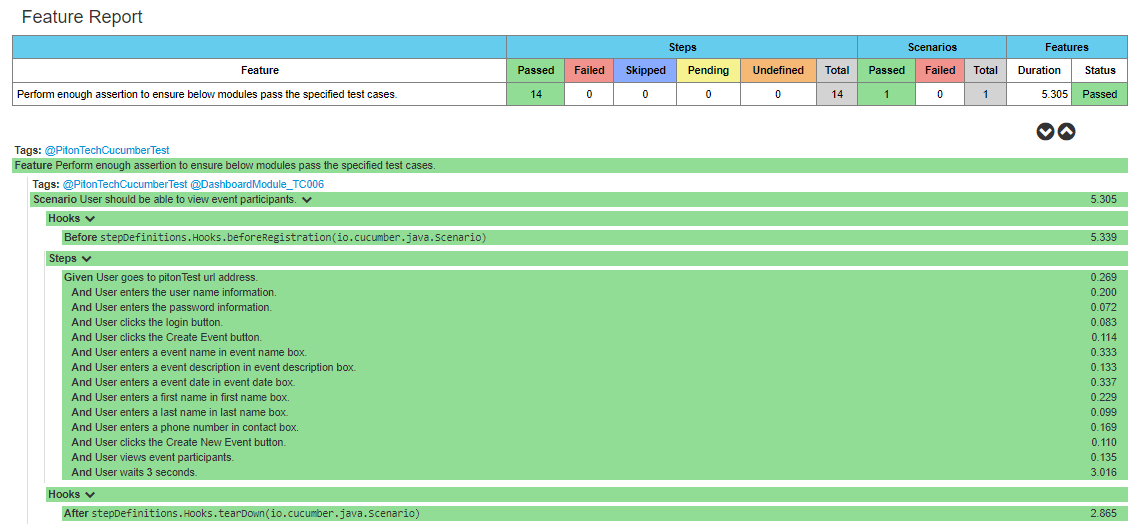 Feature Report
Steps Scenarios Features
Feature Passed Failed Skipped Pending Undefined Total Passed Failed Total Duration Status
Perform enough assertion to ensure below modules pass the specified test cases. 14 0 0 0 0 14 1 0 1 5.305 Passed
Tags: @PitonTechCucumberTest
Feature Perform enough assertion to ensure below modules pass the specified test cases.
Tags: @PitonTechCucumberTest @DashboardModule_TC006
Scenario User should be able to view event participants. 5.305
Hooks
Before stepDefinitions.Hooks.beforeRegistration(io.cucumber.java.Scenario) 5.339
Steps
Given User goes to pitonTest url address. 0.269
And User enters the user name information. 0.200
And User enters the password information. 0.072
And User clicks the login button. 0.083
And User clicks the Create Event button. 0.114
And User enters a event name in event name box. 0.333
And User enters a event description in event description box. 0.133
And User enters a event date in event date box. 0.337
And User enters a first name in first name box. 0.229
And User enters a last name in last name box. 0.099
And User enters a phone number in contact box. 0.169
And User clicks the Create New Event button. 0.110
And User views event participants. 0.135
And User waits 3 seconds. 3.016
Hooks
After stepDefinitions.Hooks.tearDown(io.cucumber.java.Scenario) 2.865